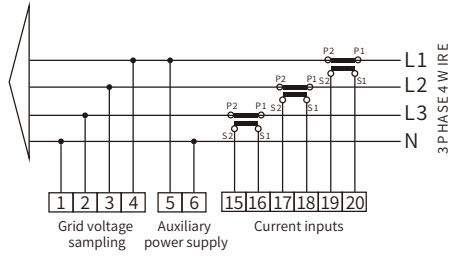 P2 P1
L1
S2 S1
P2 P1
L2
S2 S1
P2 P1
L3
S2 S1
N
3 PHASE 4 WIRE
1 2 3 4 5 6 15 16 17 18 19 20
Grid voltage sampling
Auxiliary power supply
Current inputs